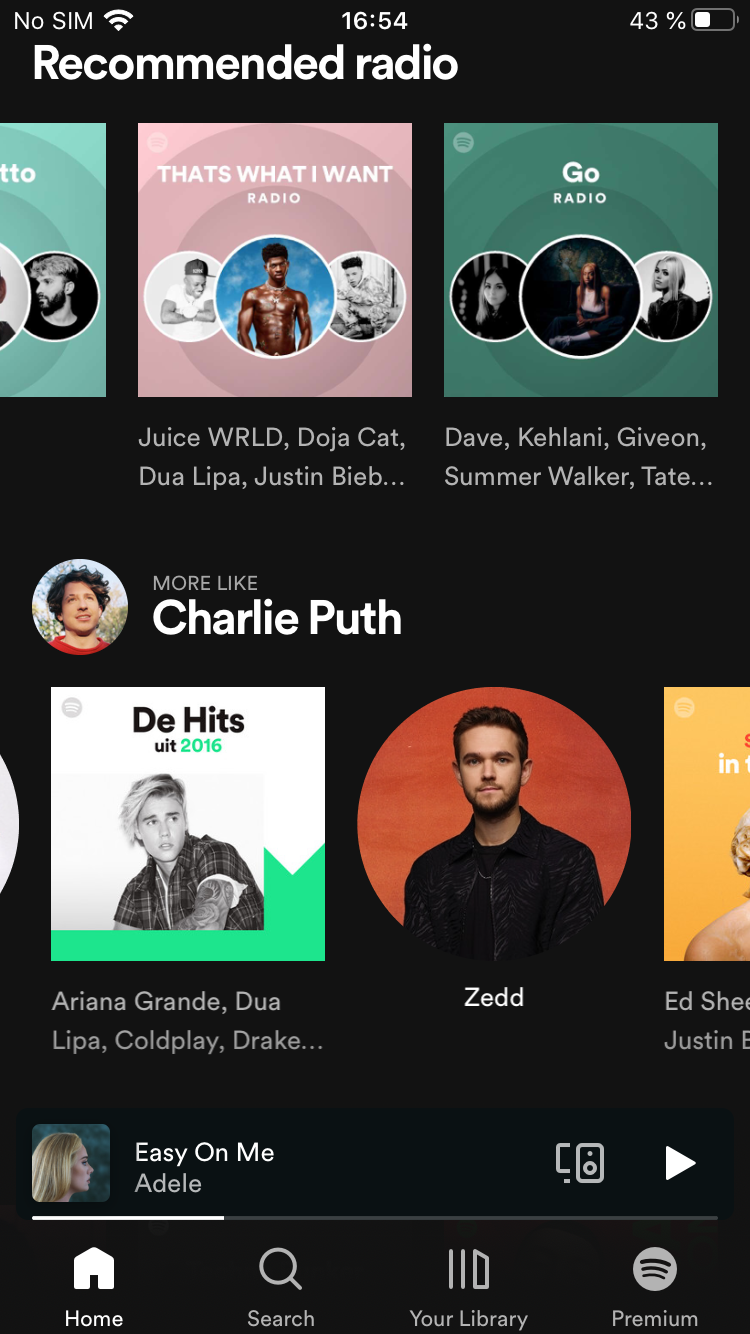 No SIM 16:54 43 %
Recommended radio
tto
THATS WHAT I WANT
RADIO
Go
RADIO
Juice WRLD, Doja Cat,
Dua Lipa, Justin Bieb...
Dave, Kehlani, Giveon,
Summer Walker, Tate...
MORE LIKE
Charlie Puth
De Hits
uit 2016
in t
Ariana Grande, Dua
Lipa, Coldplay, Drake...
Zedd
Ed Shee
Justin B
Easy On Me
Adele
Home
Search
Your Library
Premium